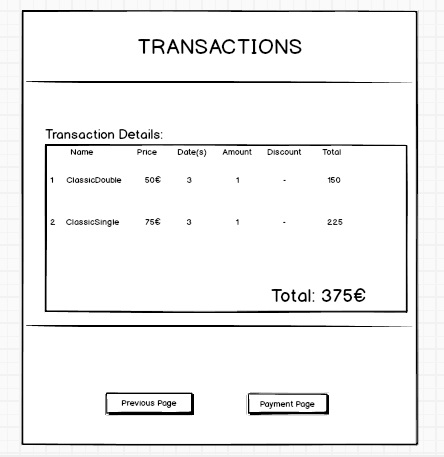 TRANSACTIONS
Transaction Details:
Name Price Date(s) Amount Discount Total
1 ClassicDouble 50€ 3 1 - 150
2 ClassicSingle 75€ 3 1 - 225
Total: 375€
Previous Page Payment Page